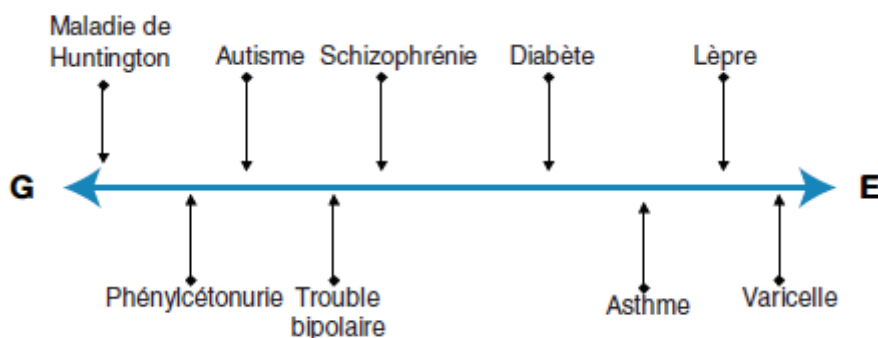 Maladie de
Huntington
Autisme
Schizophrénie
Diabète
Lèpre
G
E
Phénylcétonurie
Trouble
bipolaire
Asthme
Varicelle